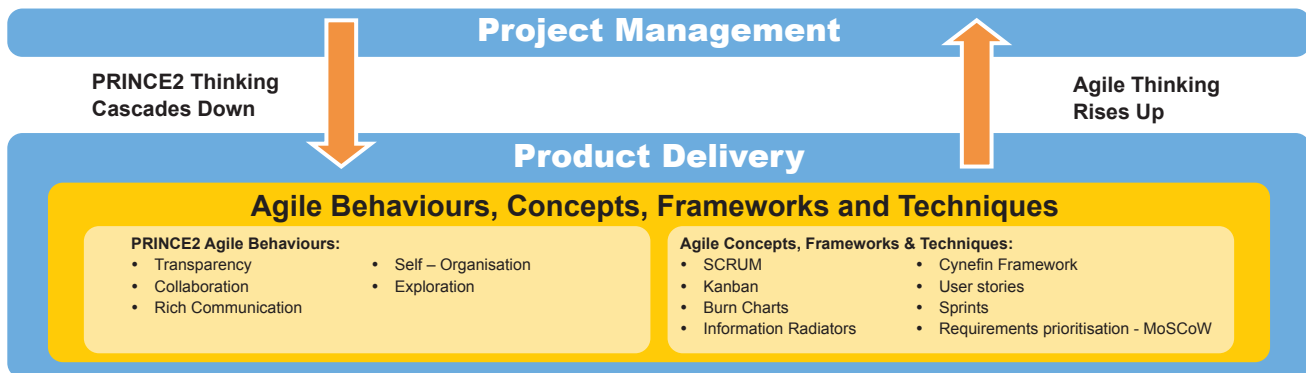 Project Management
PRINCE2 Thinking
Cascades Down
Agile Thinking
Rises Up
Product Delivery
Agile Behaviours, Concepts, Frameworks and Techniques
PRINCE2 Agile Behaviours:
• Transparency
• Collaboration
• Rich Communication
• Self – Organisation
• Exploration
Agile Concepts, Frameworks & Techniques:
• SCRUM
• Kanban
• Burn Charts
• Information Radiators
• Cynefin Framework
• User stories
• Sprints
• Requirements prioritisation - MoSCoW